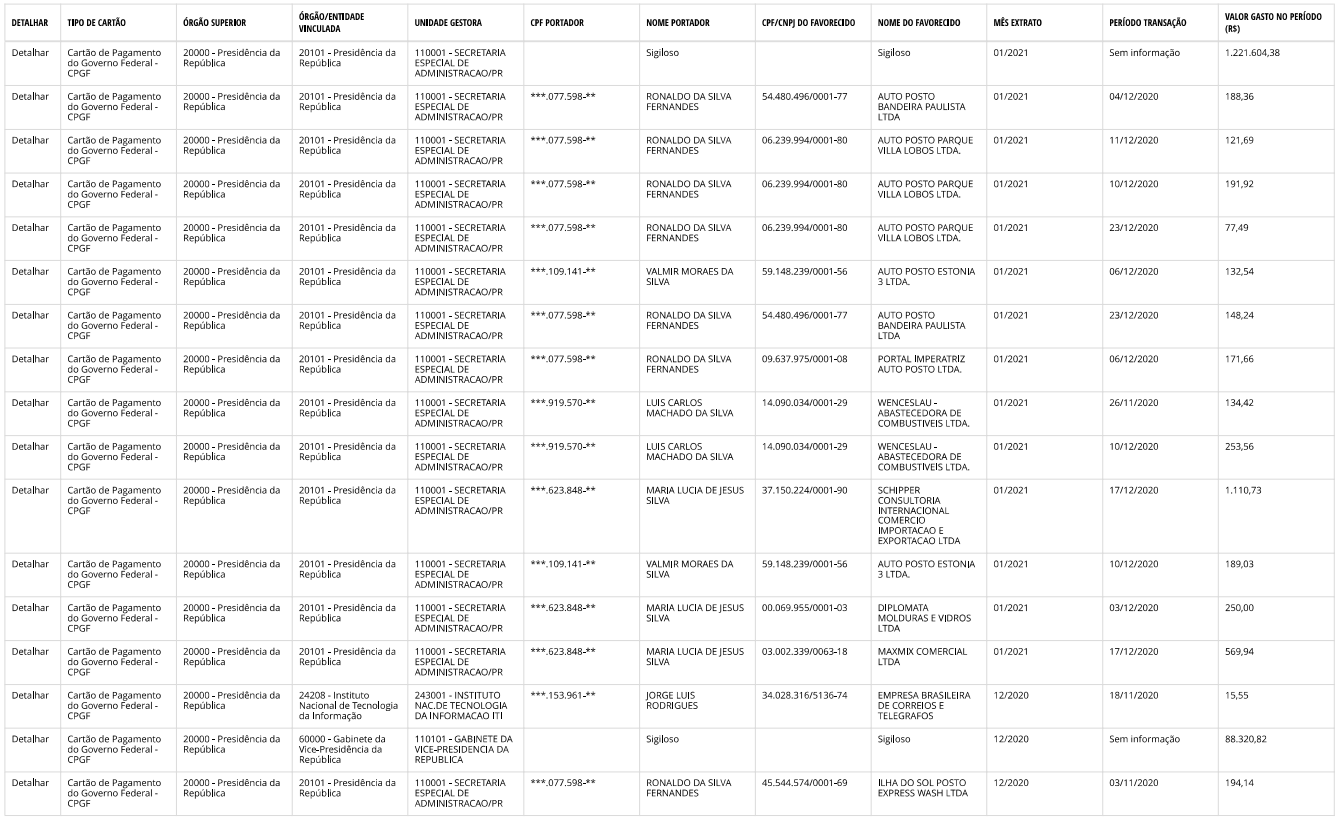 DETALHAR TIPO DE CARTÃO ÓRGÃO SUPERIOR ÓRGÃO/ENTIDADE VINCULADA UNIDADE GESTORA CPF PORTADOR NOME PORTADOR CPF/CNPJ DO FAVORECIDO NOME DO FAVORECIDO MÊS EXTRATO PERÍODO TRANSAÇÃO VALOR GASTO NO PERÍODO (R$)
Detalhar Cartão de Pagamento do Governo Federal - CPGF 20000 - Presidência da República 20101 - Presidência da República 110001 - SECRETARIA ESPECIAL DE ADMINISTRACAO/PR Sigiloso Sigiloso 01/2021 Sem informação 1.221.604,38
Detalhar Cartão de Pagamento do Governo Federal - CPGF 20000 - Presidência da República 20101 - Presidência da República 110001 - SECRETARIA ESPECIAL DE ADMINISTRACAO/PR ***.077.598-** RONALDO DA SILVA FERNANDES 54.480.496/0001-77 AUTO POSTO BANDEIRA PAULISTA LTDA 01/2021 04/12/2020 188,36
Detalhar Cartão de Pagamento do Governo Federal - CPGF 20000 - Presidência da República 20101 - Presidência da República 110001 - SECRETARIA ESPECIAL DE ADMINISTRACAO/PR ***.077.598-** RONALDO DA SILVA FERNANDES 06.239.994/0001-80 AUTO POSTO PARQUE VILLA LOBOS LTDA. 01/2021 11/12/2020 121,69
Detalhar Cartão de Pagamento do Governo Federal - CPGF 20000 - Presidência da República 20101 - Presidência da República 110001 - SECRETARIA ESPECIAL DE ADMINISTRACAO/PR ***.077.598-** RONALDO DA SILVA FERNANDES 06.239.994/0001-80 AUTO POSTO PARQUE VILLA LOBOS LTDA. 01/2021 10/12/2020 191,92
Detalhar Cartão de Pagamento do Governo Federal - CPGF 20000 - Presidência da República 20101 - Presidência da República 110001 - SECRETARIA ESPECIAL DE ADMINISTRACAO/PR ***.077.598-** RONALDO DA SILVA FERNANDES 06.239.994/0001-80 AUTO POSTO PARQUE VILLA LOBOS LTDA. 01/2021 23/12/2020 77,49
Detalhar Cartão de Pagamento do Governo Federal - CPGF 20000 - Presidência da República 20101 - Presidência da República 110001 - SECRETARIA ESPECIAL DE ADMINISTRACAO/PR ***.109.141-** VALMIR MORAES DA SILVA 59.148.239/0001-56 AUTO POSTO ESTONIA 3 LTDA. 01/2021 06/12/2020 132,54
Detalhar Cartão de Pagamento do Governo Federal - CPGF 20000 - Presidência da República 20101 - Presidência da República 110001 - SECRETARIA ESPECIAL DE ADMINISTRACAO/PR ***.077.598-** RONALDO DA SILVA FERNANDES 54.480.496/0001-77 AUTO POSTO BANDEIRA PAULISTA LTDA 01/2021 23/12/2020 148,24
Detalhar Cartão de Pagamento do Governo Federal - CPGF 20000 - Presidência da República 20101 - Presidência da República 110001 - SECRETARIA ESPECIAL DE ADMINISTRACAO/PR ***.077.598-** RONALDO DA SILVA FERNANDES 09.637.975/0001-08 PORTAL IMPERATRIZ AUTO POSTO LTDA. 01/2021 06/12/2020 171,66
Detalhar Cartão de Pagamento do Governo Federal - CPGF 20000 - Presidência da República 20101 - Presidência da República 110001 - SECRETARIA ESPECIAL DE ADMINISTRACAO/PR ***.919.570-** LUIS CARLOS MACHADO DA SILVA 14.090.034/0001-29 WENCESLAU - ABASTECEDORA DE COMBUSTIVEIS LTDA. 01/2021 26/11/2020 134,42
Detalhar Cartão de Pagamento do Governo Federal - CPGF 20000 - Presidência da República 20101 - Presidência da República 110001 - SECRETARIA ESPECIAL DE ADMINISTRACAO/PR ***.919.570-** LUIS CARLOS MACHADO DA SILVA 14.090.034/0001-29 WENCESLAU - ABASTECEDORA DE COMBUSTIVEIS LTDA. 01/2021 10/12/2020 253,56
Detalhar Cartão de Pagamento do Governo Federal - CPGF 20000 - Presidência da República 20101 - Presidência da República 110001 - SECRETARIA ESPECIAL DE ADMINISTRACAO/PR ***.623.848-** MARIA LUCIA DE JESUS SILVA 37.150.224/0001-90 SCHIPPER CONSULTORIA INTERNACIONAL COMERCIO IMPORTACAO E EXPORTACAO LTDA 01/2021 17/12/2020 1.110,73
Detalhar Cartão de Pagamento do Governo Federal - CPGF 20000 - Presidência da República 20101 - Presidência da República 110001 - SECRETARIA ESPECIAL DE ADMINISTRACAO/PR ***.109.141-** VALMIR MORAES DA SILVA 59.148.239/0001-56 AUTO POSTO ESTONIA 3 LTDA. 01/2021 10/12/2020 189,03
Detalhar Cartão de Pagamento do Governo Federal - CPGF 20000 - Presidência da República 20101 - Presidência da República 110001 - SECRETARIA ESPECIAL DE ADMINISTRACAO/PR ***.623.848-** MARIA LUCIA DE JESUS SILVA 00.069.955/0001-03 DIPLOMATA MOLDURAS E VIDROS LTDA 01/2021 03/12/2020 250,00
Detalhar Cartão de Pagamento do Governo Federal - CPGF 20000 - Presidência da República 20101 - Presidência da República 110001 - SECRETARIA ESPECIAL DE ADMINISTRACAO/PR ***.623.848-** MARIA LUCIA DE JESUS SILVA 03.002.339/0063-18 MAXMIX COMERCIAL LTDA 01/2021 17/12/2020 569,94
Detalhar Cartão de Pagamento do Governo Federal - CPGF 20000 - Presidência da República 24208 - Instituto Nacional de Tecnologia da Informação 243001 - INSTITUTO NAC.DE TECNOLOGIA DA INFORMACAO ITI ***.153.961-** JORGE LUIS RODRIGUES 34.028.316/5136-74 EMPRESA BRASILEIRA DE CORREIOS E TELEGRAFOS 12/2020 18/11/2020 15,55
Detalhar Cartão de Pagamento do Governo Federal - CPGF 20000 - Presidência da República 60000 - Gabinete da Vice-Presidência da República 110101 - GABINETE DA VICE-PRESIDENCIA DA REPUBLICA Sigiloso Sigiloso 12/2020 Sem informação 88.320,82
Detalhar Cartão de Pagamento do Governo Federal - CPGF 20000 - Presidência da República 20101 - Presidência da República 110001 - SECRETARIA ESPECIAL DE ADMINISTRACAO/PR ***.077.598-** RONALDO DA SILVA FERNANDES 45.544.574/0001-69 ILHA DO SOL POSTO EXPRESS WASH LTDA 12/2020 03/11/2020 194,14